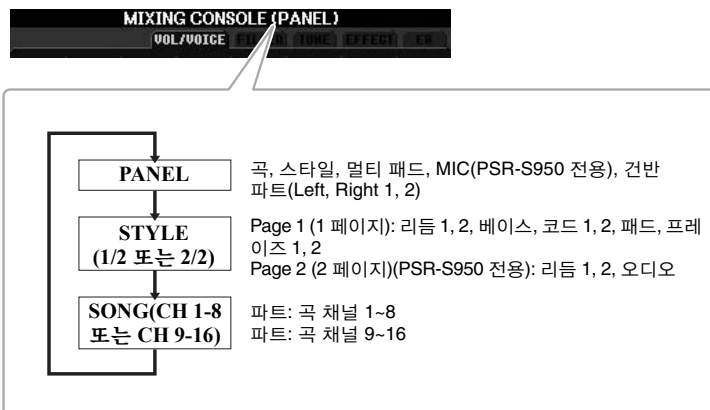 MIXING CONSOLE (PANEL)
VOL/VOICE FILTER TUNE EFFECT EQ
PANEL
곡, 스타일, 멀티 패드, MIC(PSR-S950 전용), 건반
파트(Left, Right 1, 2)
STYLE
(1/2 또는 2/2)
Page 1 (1 페이지): 리듬 1, 2, 베이스, 코드 1, 2, 패드, 프레
이즈 1, 2
Page 2 (2 페이지)(PSR-S950 전용): 리듬 1, 2, 오디오
SONG(CH 1-8
또는 CH 9-16)
파트: 곡 채널 1~8
파트: 곡 채널 9~16